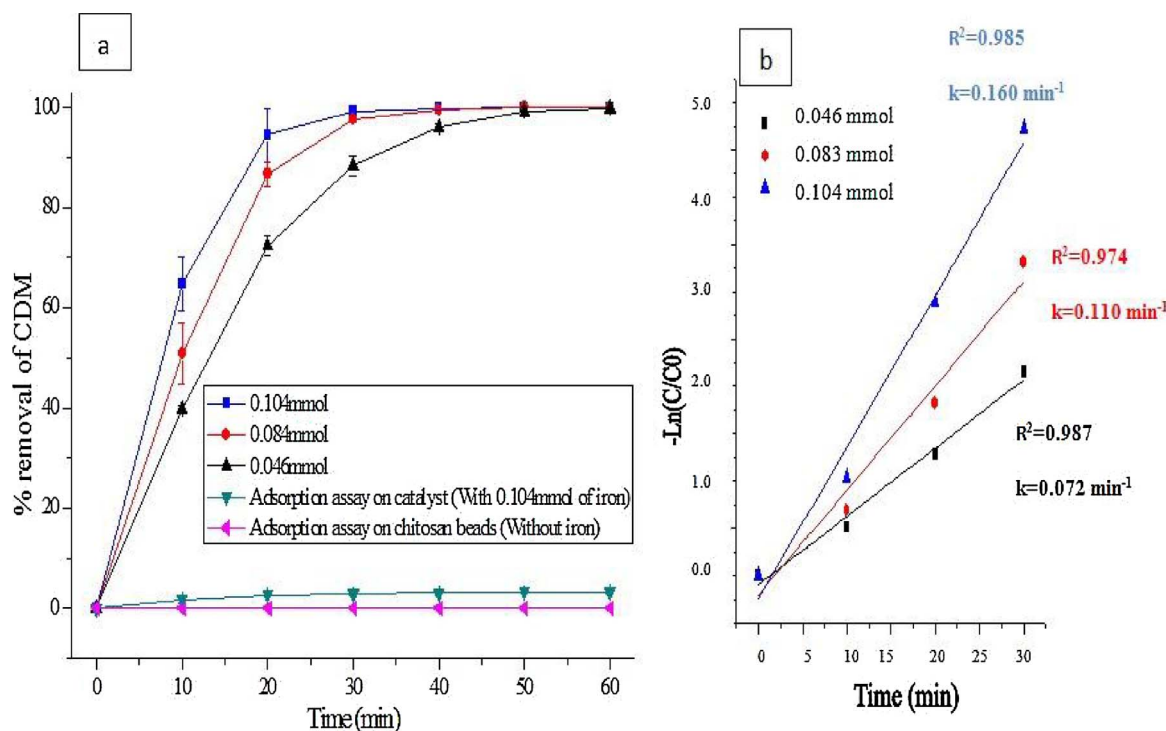 a
% removal of CDM
100
80
60
40
20
0
0.104mmol
0.084mmol
0.046mmol
Adsorption assay on catalyst (With 0.104mmol of iron)
Adsorption assay on chitosan beads (Without iron)
0 10 20 30 40 50 60
Time (min)
b
-Ln(C/C0)
5.0
4.0
3.0
2.0
1.0
0.0
0.046 mmol
0.083 mmol
0.104 mmol
R²=0.985
k=0.160 min⁻¹
R²=0.974
k=0.110 min⁻¹
R²=0.987
k=0.072 min⁻¹
0 5 10 15 20 25 30
Time (min)